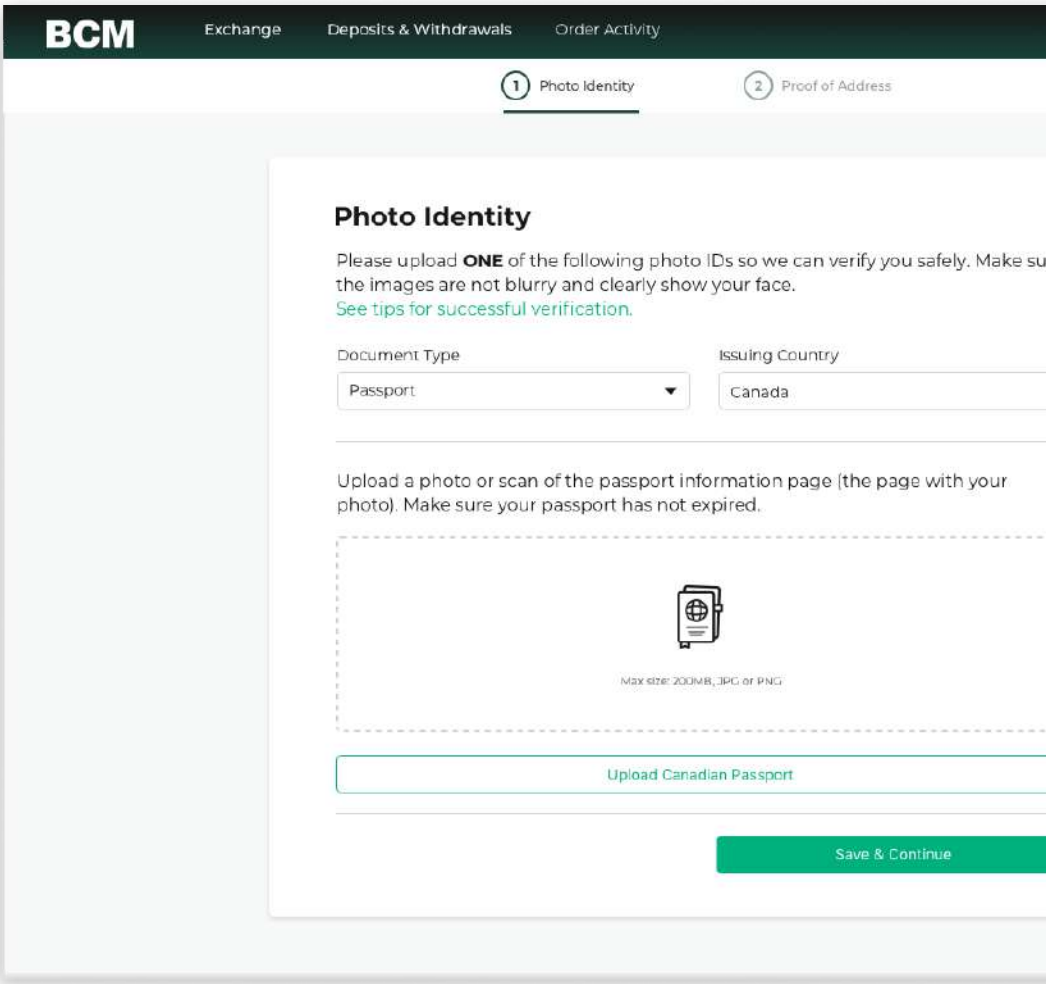 BCM Exchange Deposits & Withdrawals Order Activity
1 Photo Identity 2 Proof of Address
Photo Identity
Please upload ONE of the following photo IDs so we can verify you safely. Make su
the images are not blurry and clearly show your face.
See tips for successful verification.
Document Type Issuing Country
Passport Canada
Upload a photo or scan of the passport information page (the page with your
photo). Make sure your passport has not expired.
Max size: 200MB, JPG or PNG
Upload Canadian Passport
Save & Continue